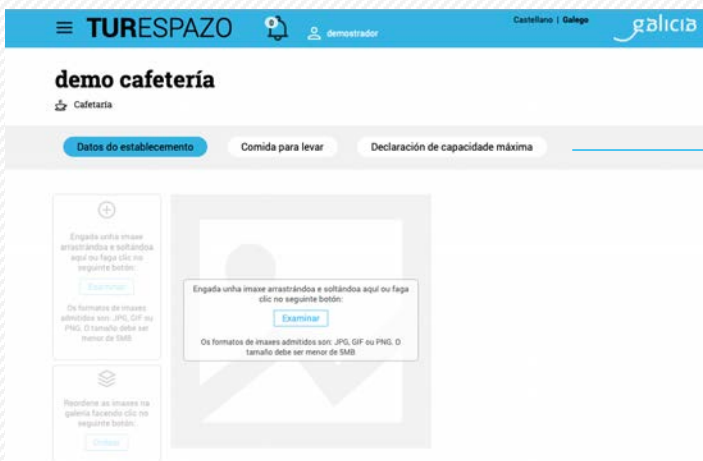 TURESPAZO
0
demostrador
Castellano | Galego
galicia
demo cafetería
Cafetaría
Datos do establecemento
Comida para levar
Declaración de capacidade máxima
Engada unha imaxe
arrastrándoa e soltándoa
aquí ou faga clic no
seguinte botón:
Examinar
Os formatos de imaxes
admitidos son: JPG, GIF ou
PNG. O tamaño debe ser
menor de 5MB
Reordene as imaxes na
galería facendo clic no
seguinte botón:
Ordenar
Engada unha imaxe arrastrándoa e soltándoa aquí ou faga
clic no seguinte botón:
Examinar
Os formatos de imaxes admitidos son: JPG, GIF ou PNG. O
tamaño debe ser menor de 5MB